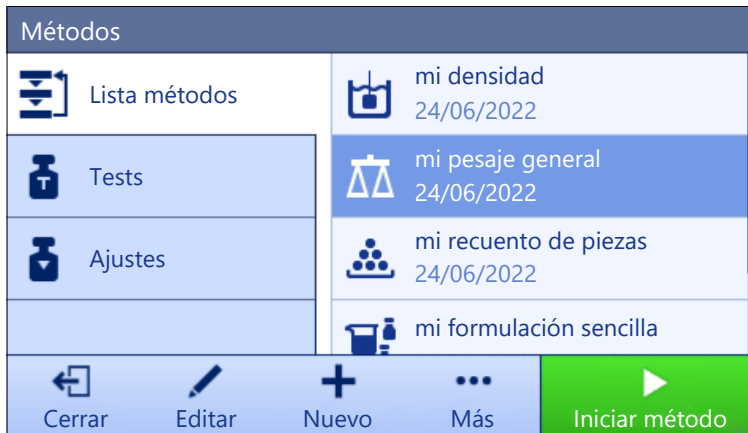 Métodos
Lista métodos
Tests
Ajustes
mi densidad
24/06/2022
mi pesaje general
24/06/2022
mi recuento de piezas
24/06/2022
mi formulación sencilla
Cerrar
Editar
Nuevo
Más
Iniciar método